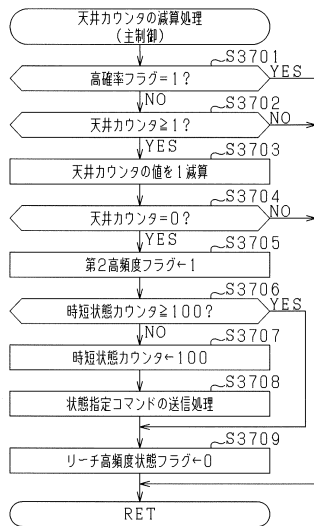 天井カウンタの減算処理
(主制御)
S3701
高確率フラグ=1?
YES
NO
S3702
天井カウンタ≧1?
NO
YES
S3703
天井カウンタの値を1減算
S3704
天井カウンタ=0?
NO
YES
S3705
第2高頻度フラグ←1
S3706
時短状態カウンタ≧100?
YES
NO
S3707
時短状態カウンタ←100
S3708
状態指定コマンドの送信処理
S3709
リーチ高頻度状態フラグ←0
RET